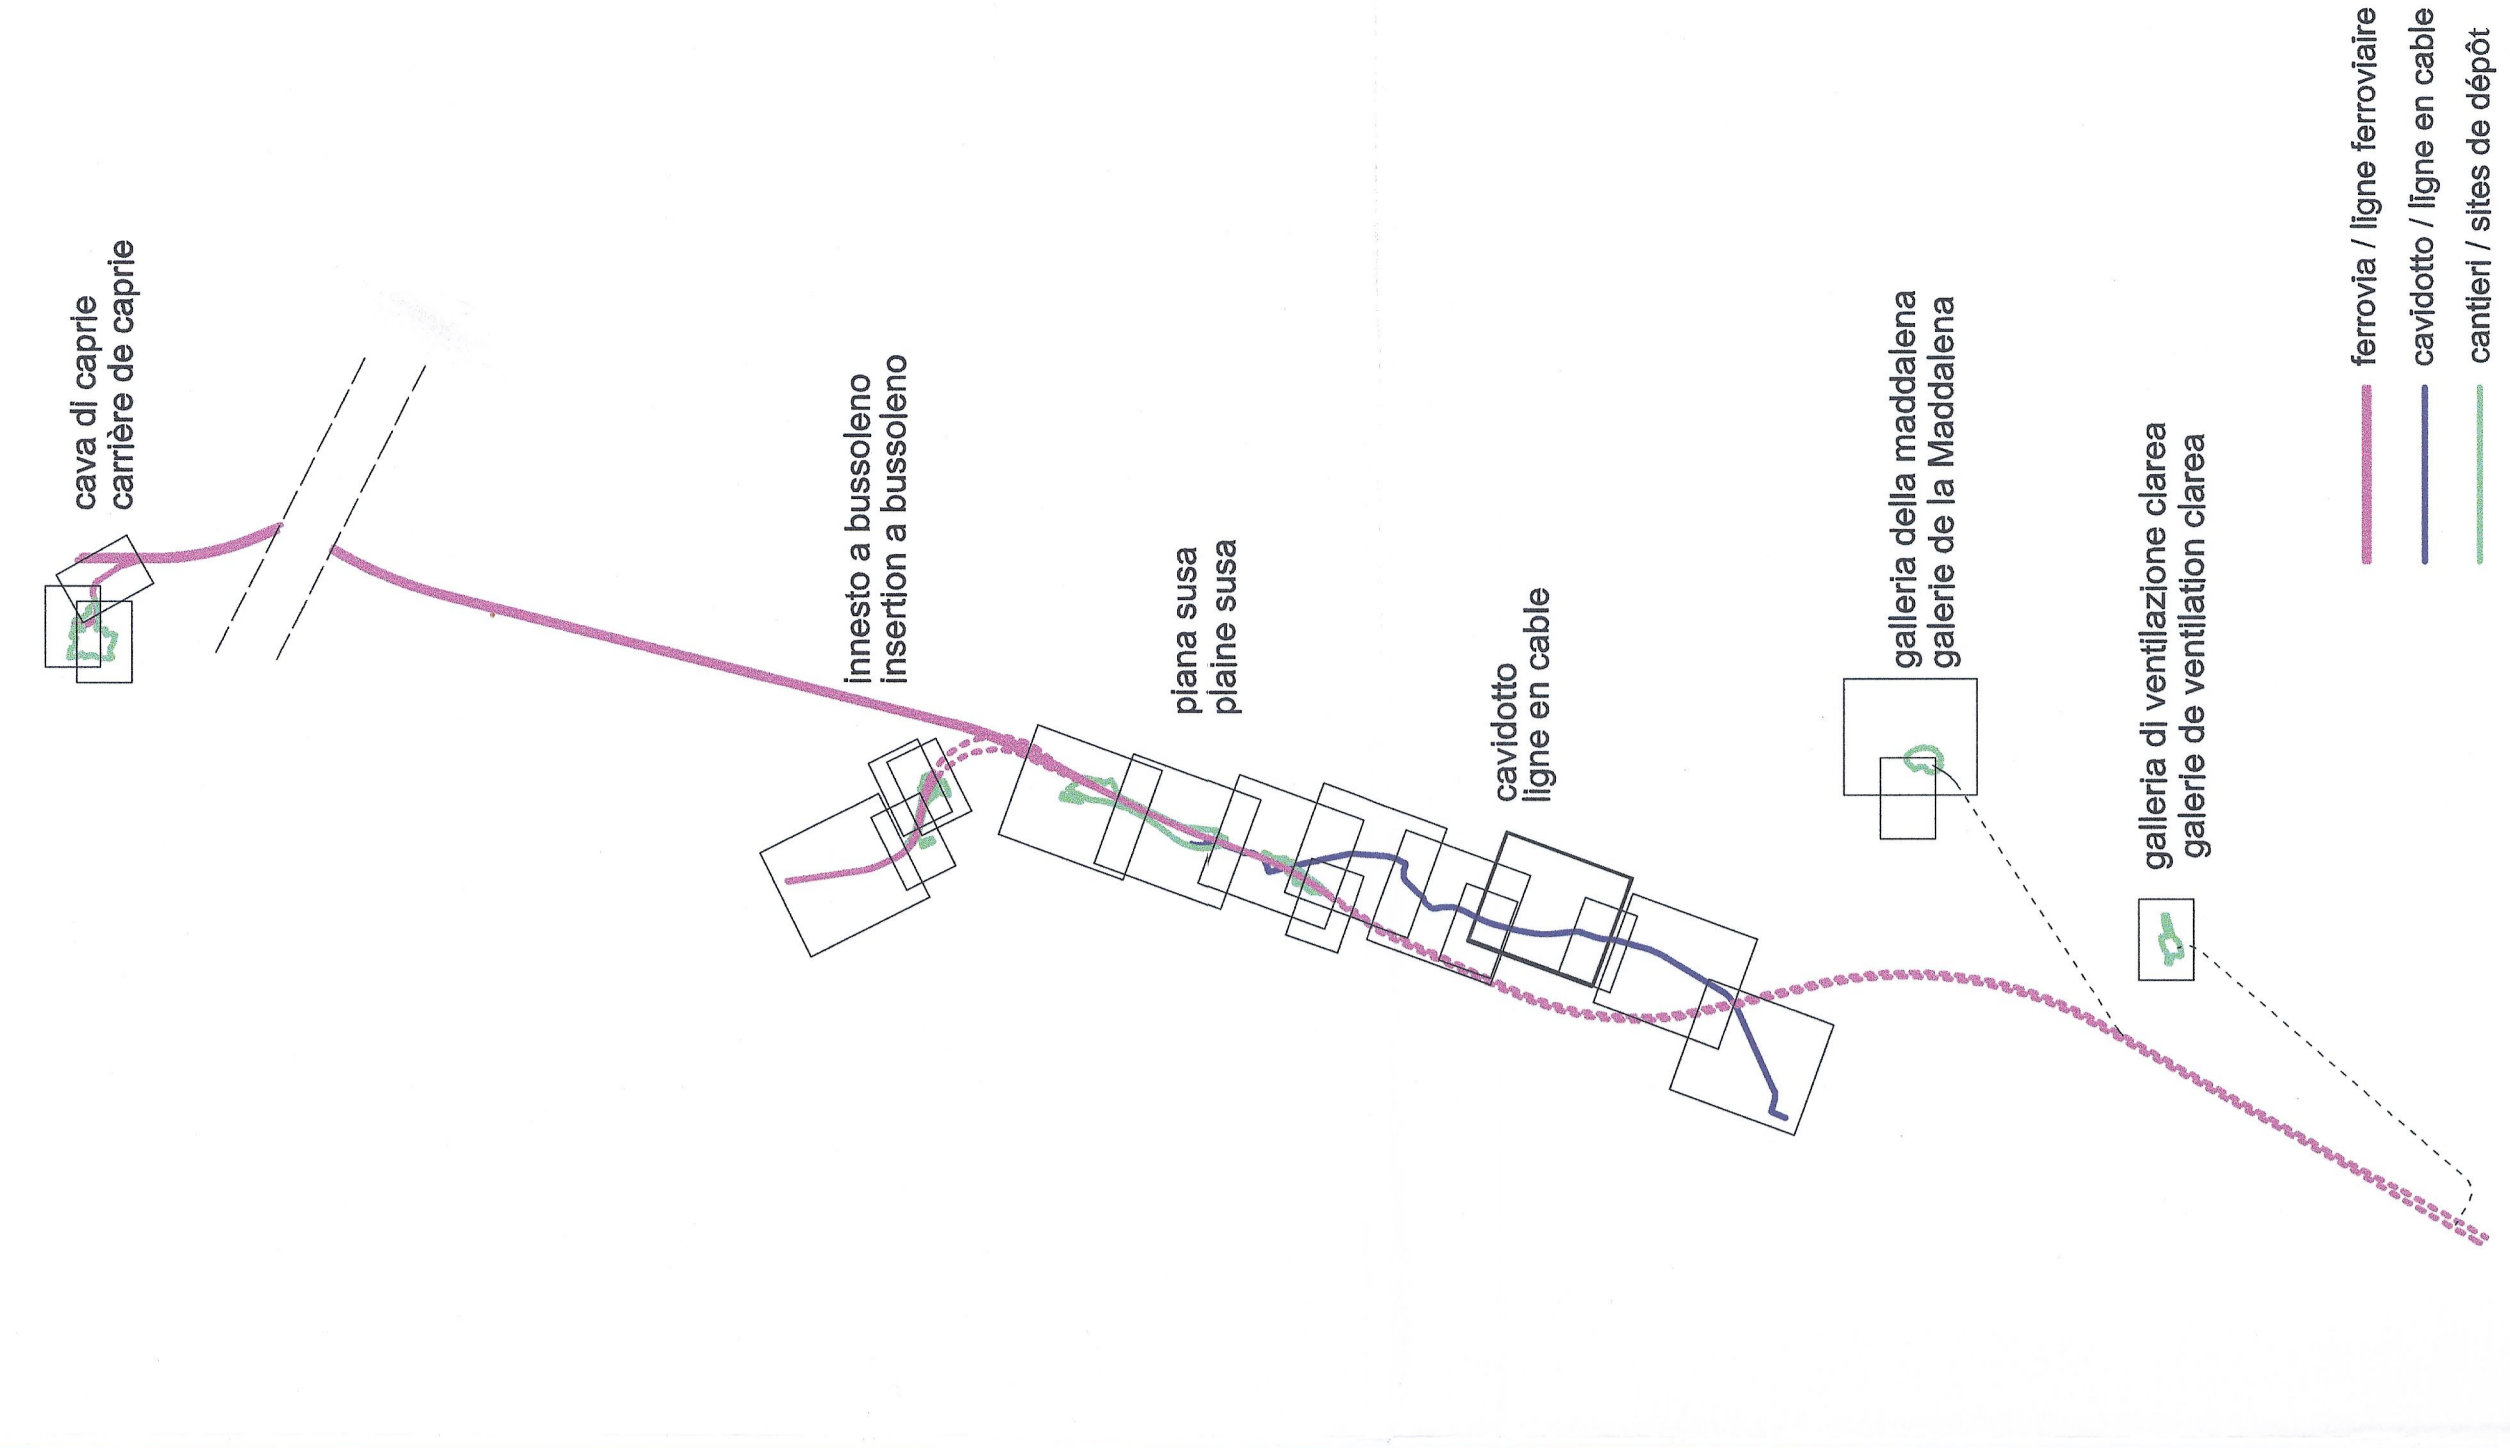 cava di caprie
carrière de caprie
innesto a bussoleno
insertion a bussoleno
piana susa
plaine susa
cavidotto
ligne en cable
galleria della maddalena
galerie de la Maddalena
galleria di ventilazione clarea
galerie de ventilation clarea
ferrovia / ligne ferroviaire
cavidotto / ligne en cable
cantieri / sites de dépôt